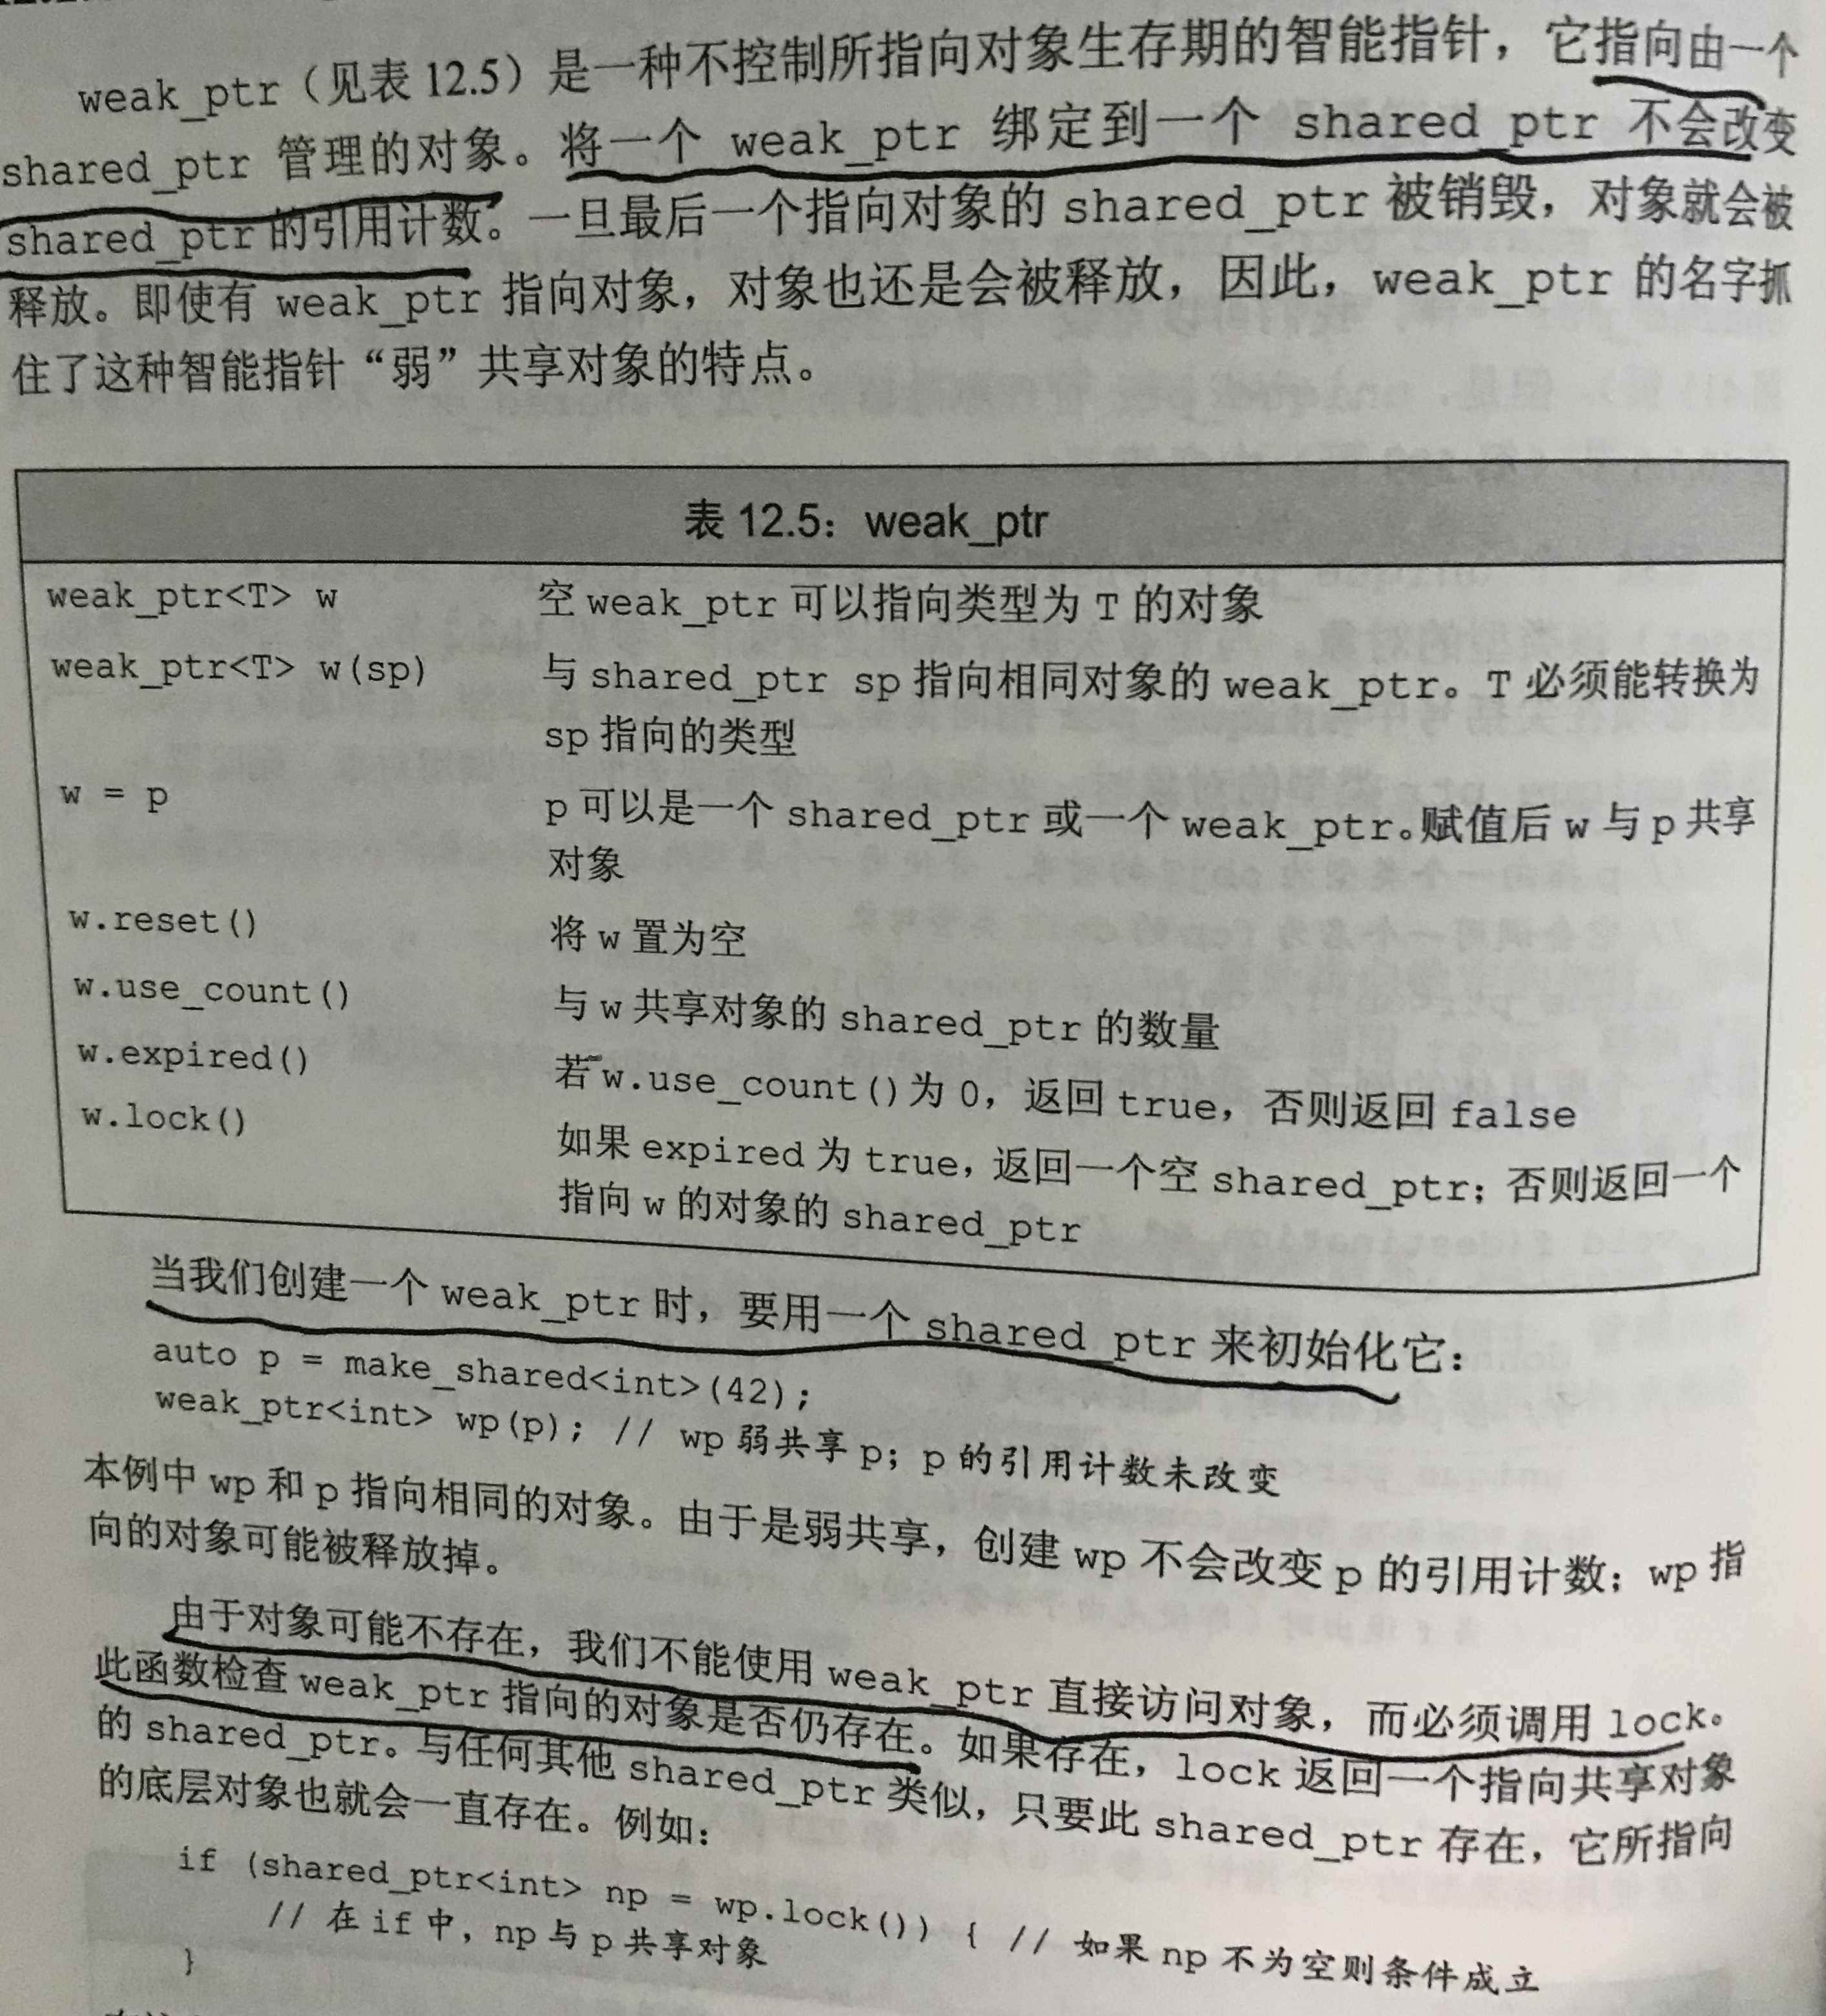 weak_ptr（见表 12.5）是一种不控制所指向对象生存期的智能指针，它指向由一个
shared_ptr 管理的对象。将一个 weak_ptr 绑定到一个 shared_ptr 不会改变
shared_ptr 的引用计数。一旦最后一个指向对象的 shared_ptr 被销毁，对象就会被
释放。即使有 weak_ptr 指向对象，对象也还是会被释放，因此，weak_ptr 的名字抓
住了这种智能指针“弱”共享对象的特点。
表 12.5：weak_ptr
weak_ptr<T> w 空 weak_ptr 可以指向类型为 T 的对象
weak_ptr<T> w(sp) 与 shared_ptr sp 指向相同对象的 weak_ptr。T 必须能转换为
sp 指向的类型
w = p p 可以是一个 shared_ptr 或一个 weak_ptr。赋值后 w 与 p 共享
对象
w.reset() 将 w 置为空
w.use_count() 与 w 共享对象的 shared_ptr 的数量
w.expired() 若 w.use_count()为 0，返回 true，否则返回 false
w.lock() 如果 expired 为 true，返回一个空 shared_ptr；否则返回一个
指向 w 的对象的 shared_ptr
当我们创建一个 weak_ptr 时，要用一个 shared_ptr 来初始化它：
auto p = make_shared<int>(42);
weak_ptr<int> wp(p); // wp 弱共享 p；p 的引用计数未改变
本例中 wp 和 p 指向相同的对象。由于是弱共享，创建 wp 不会改变 p 的引用计数；wp 指
向的对象可能被释放掉。
由于对象可能不存在，我们不能使用 weak_ptr 直接访问对象，而必须调用 lock。
此函数检查 weak_ptr 指向的对象是否仍存在。如果存在，lock 返回一个指向共享对象
的 shared_ptr。与任何其他 shared_ptr 类似，只要此 shared_ptr 存在，它所指向
的底层对象也就会一直存在。例如：
if (shared_ptr<int> np = wp.lock()) { // 如果 np 不为空则条件成立
// 在 if 中，np 与 p 共享对象
}